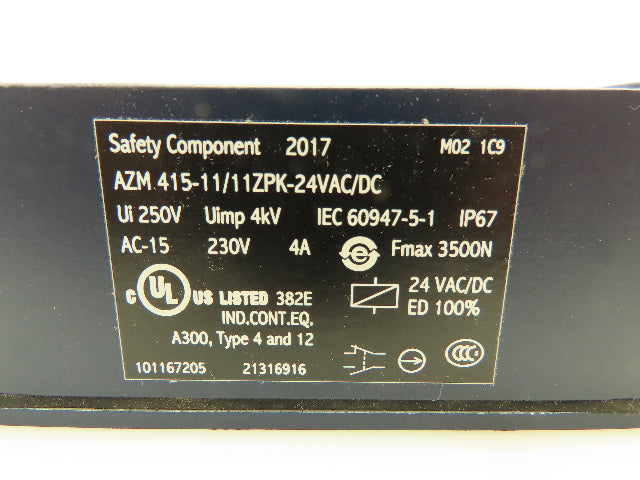 Safety Component 2017 M02 1C9
AZM 415-11/11ZPK-24VAC/DC
Ui 250V Uimp 4kV IEC 60947-5-1 IP67
AC-15 230V 4A Fmax 3500N
c UL US LISTED 382E
24 VAC/DC
ED 100%
IND.CONT.EQ.
A300, Type 4 and 12
101167205 21316916
CCC